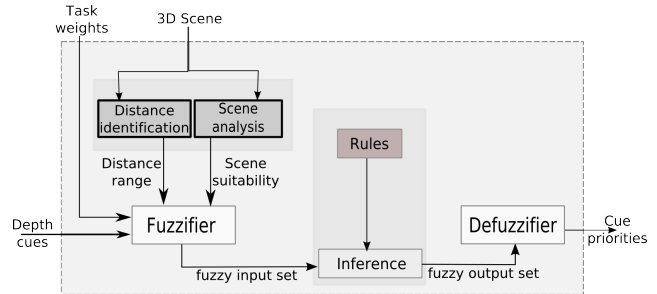 Task
weights
3D Scene
Distance
identification
Scene
analysis
Distance
range
Scene
suitability
Rules
Depth
cues
Fuzzifier
Defuzzifier
Cue
priorities
Inference
fuzzy input set
fuzzy output set